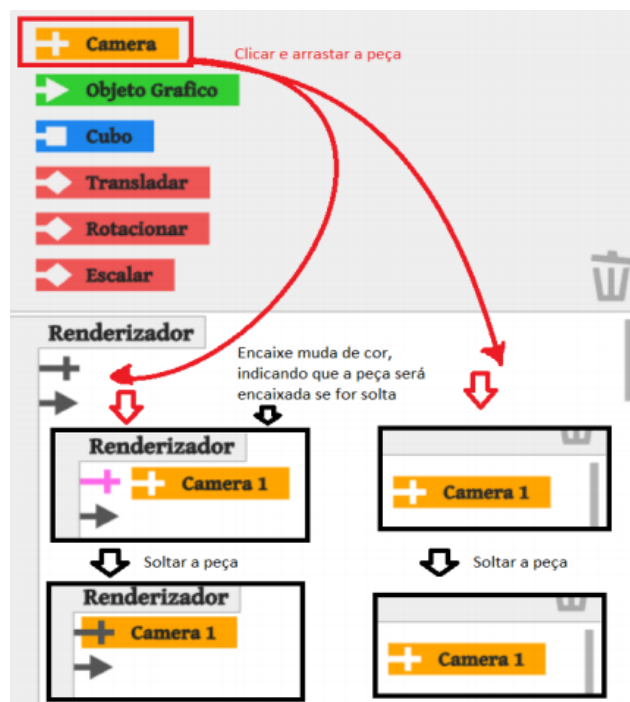 Camera
Clicar e arrastar a peça
Objeto Grafico
Cubo
Transladar
Rotacionar
Escalar
Renderizador
Encaixe muda de cor,
indicando que a peça será
encaixada se for solta
Renderizador
Camera 1
Camera 1
Soltar a peça
Soltar a peça
Renderizador
Camera 1
Camera 1